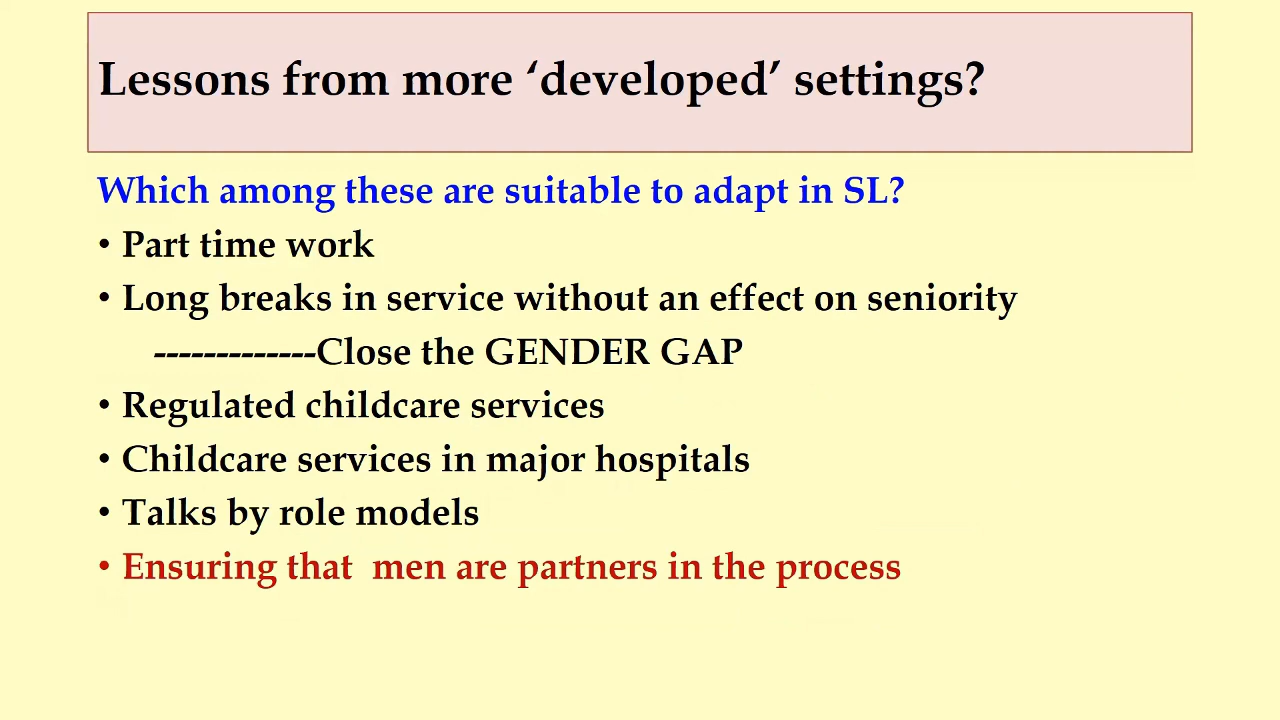 Lessons from more ‘developed’ settings?
Which among these are suitable to adapt in SL?
• Part time work
• Long breaks in service without an effect on seniority
-------------Close the GENDER GAP
• Regulated childcare services
• Childcare services in major hospitals
• Talks by role models
• Ensuring that  men are partners in the process